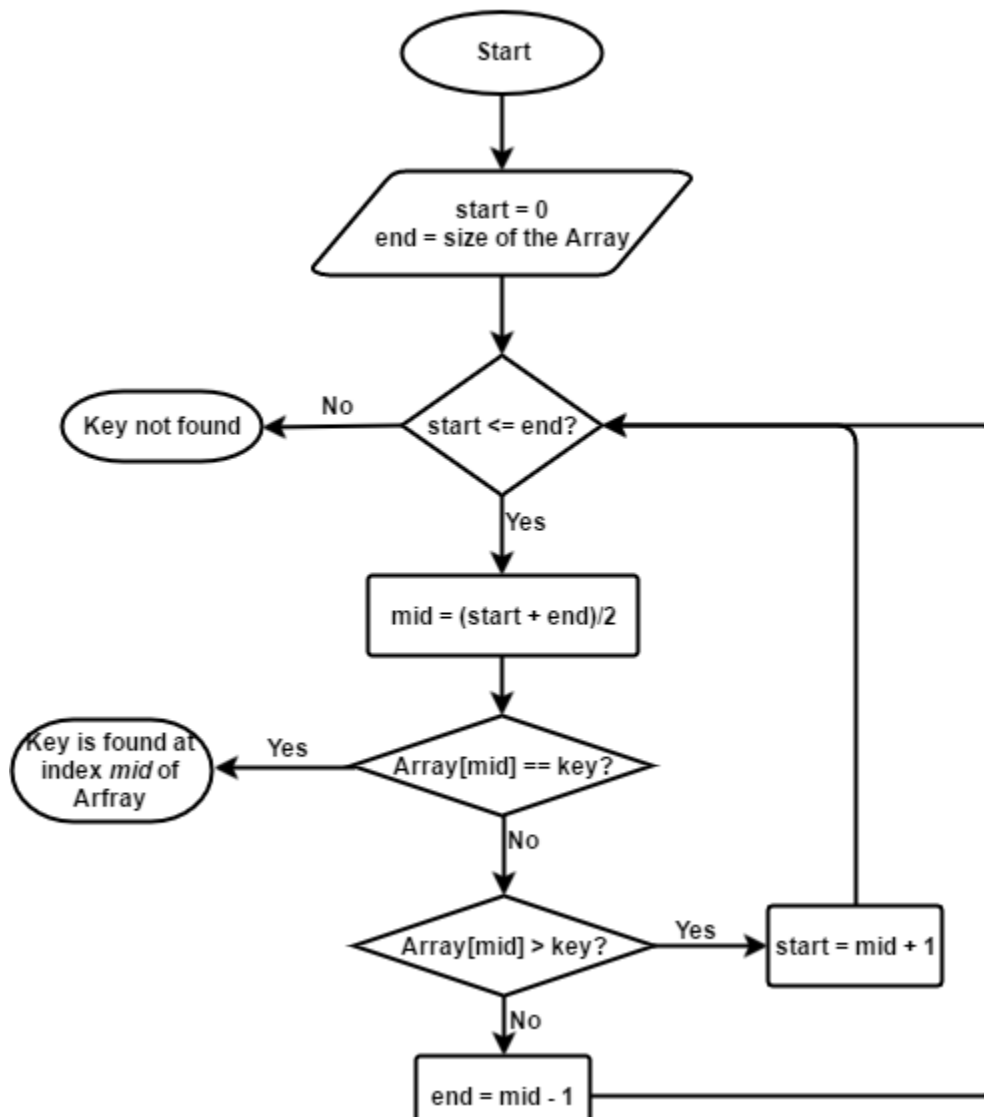 Start
start = 0
end = size of the Array
start <= end?
No
Key not found
Yes
mid = (start + end)/2
Array[mid] == key?
Yes
Key is found at
index mid of
Arfray
No
Array[mid] > key?
Yes
start = mid + 1
No
end = mid - 1